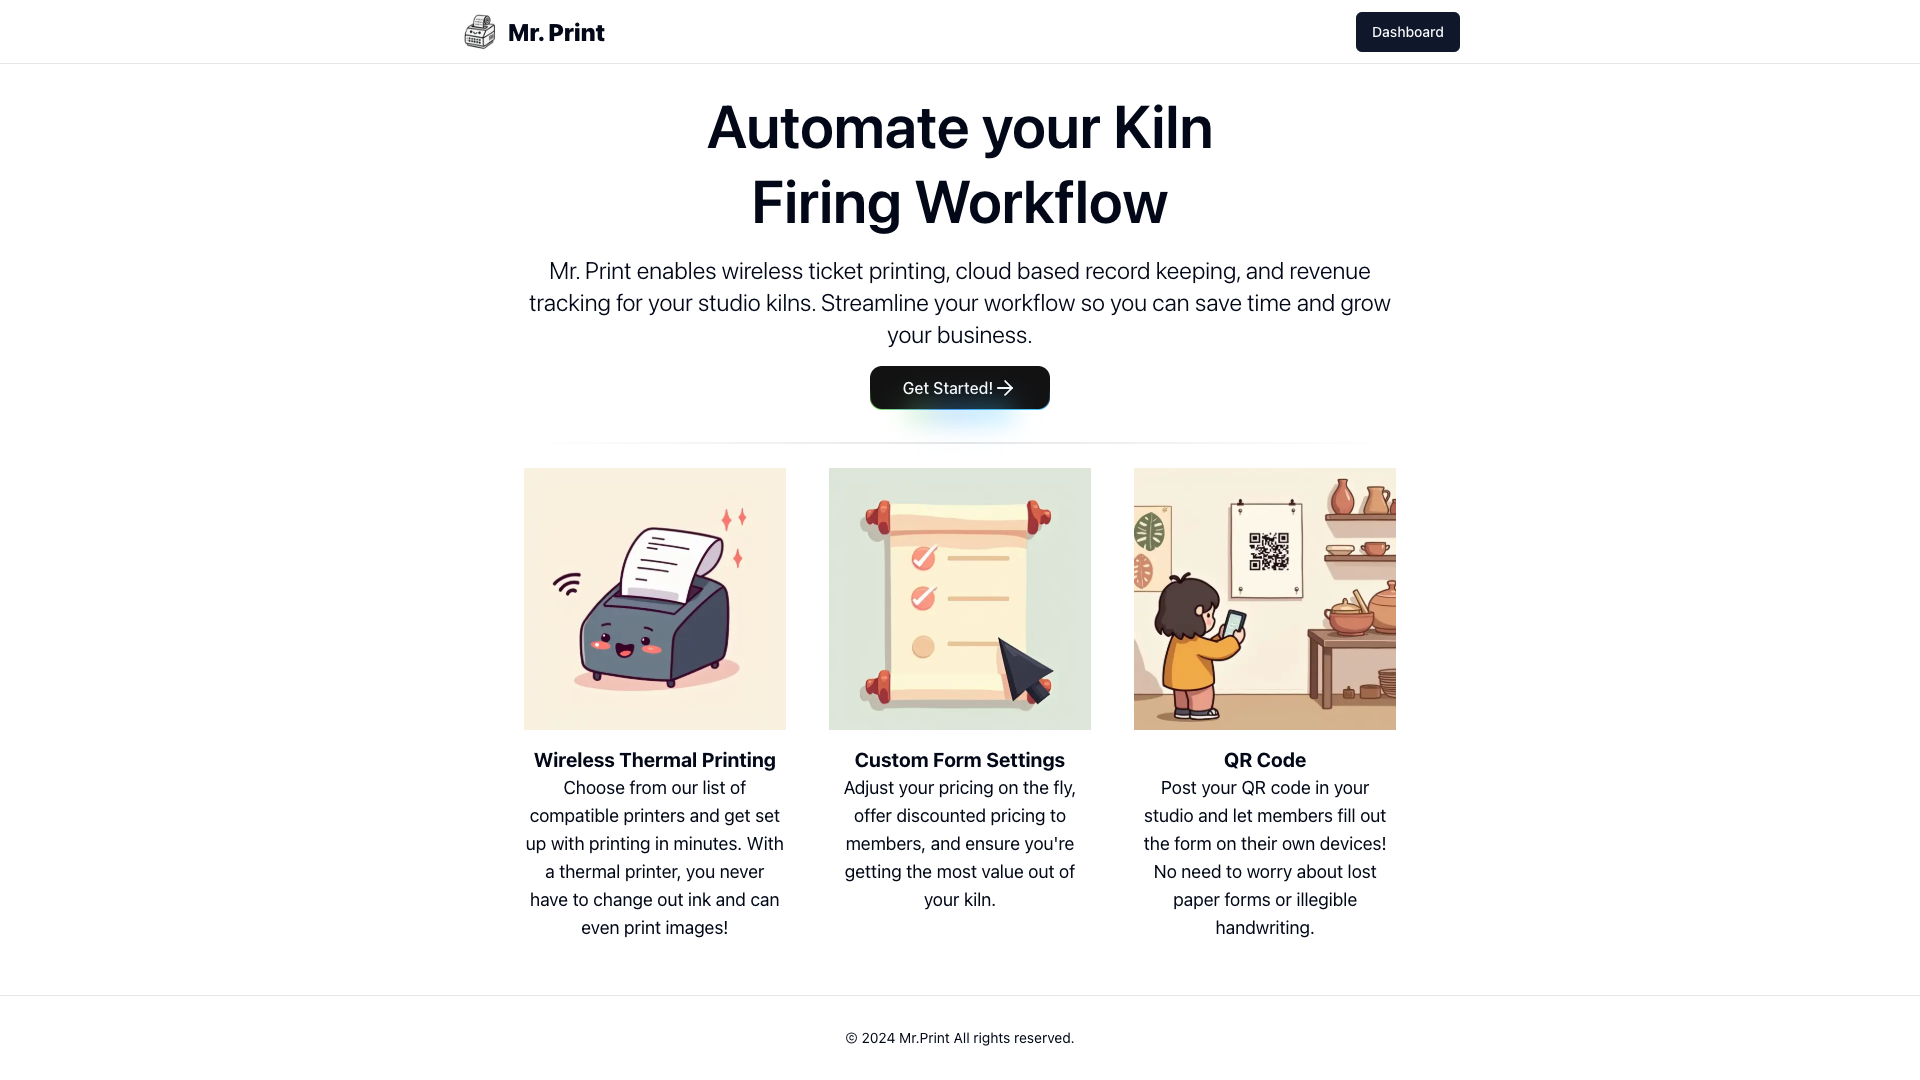 Mr. Print
Dashboard
Automate your Kiln
Firing Workflow
Mr. Print enables wireless ticket printing, cloud based record keeping, and revenue
tracking for your studio kilns. Streamline your workflow so you can save time and grow
your business.
Get Started!
Wireless Thermal Printing
Choose from our list of
compatible printers and get set
up with printing in minutes. With
a thermal printer, you never
have to change out ink and can
even print images!
Custom Form Settings
Adjust your pricing on the fly,
offer discounted pricing to
members, and ensure you're
getting the most value out of
your kiln.
QR Code
Post your QR code in your
studio and let members fill out
the form on their own devices!
No need to worry about lost
paper forms or illegible
handwriting.
© 2024 Mr.Print All rights reserved.